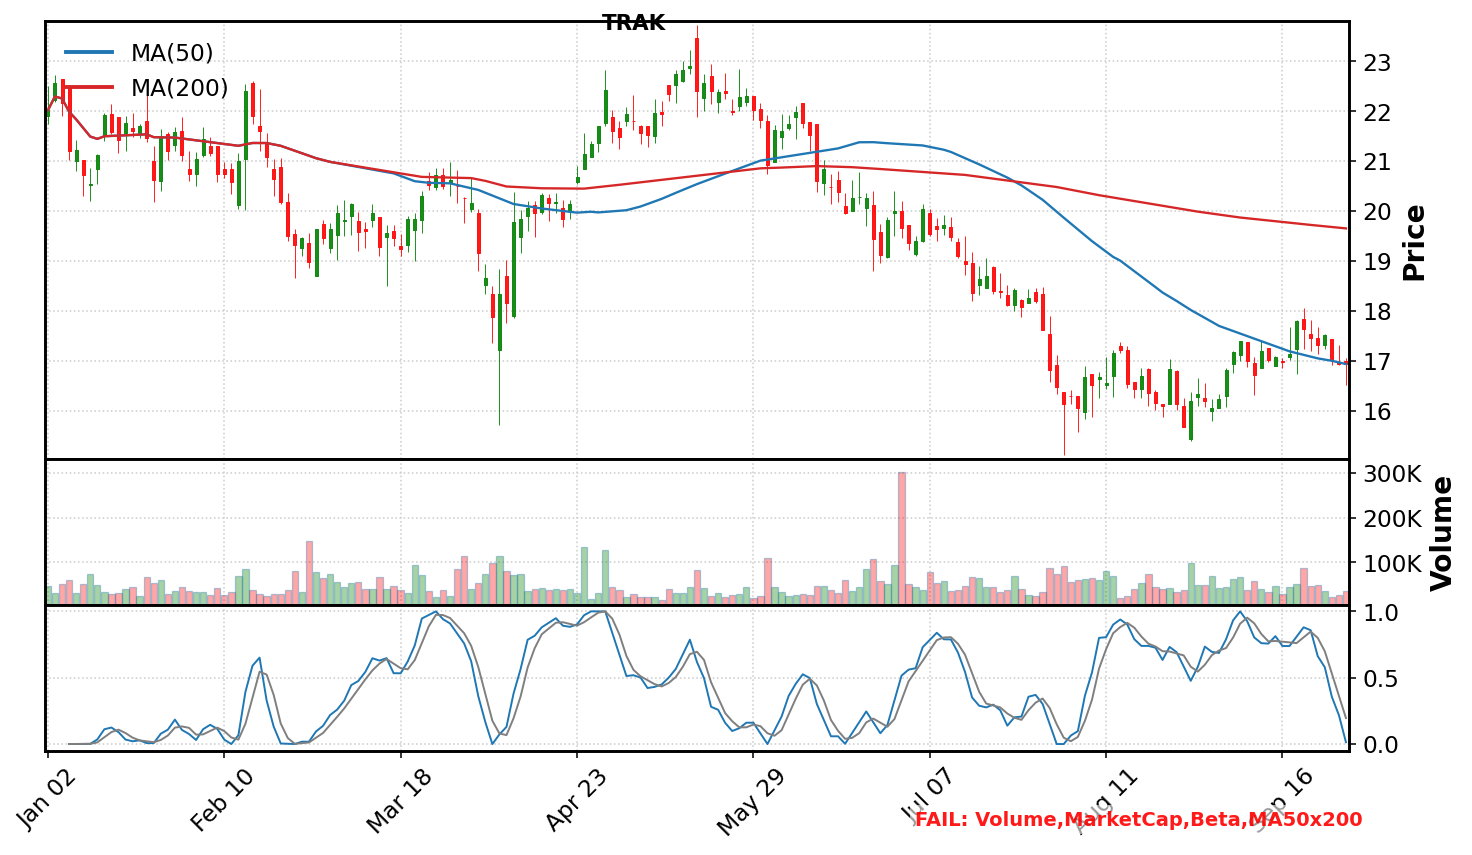 TRAK
MA(50)
MA(200)
23
22
21
20
19
18
17
16
Price
300K
200K
100K
Volume
1.0
0.5
0.0
Jan 02
Feb 10
Mar 18
Apr 23
May 29
Jul 07
Aug 11
Sep 16
FAIL: Volume,MarketCap,Beta,MA50x200